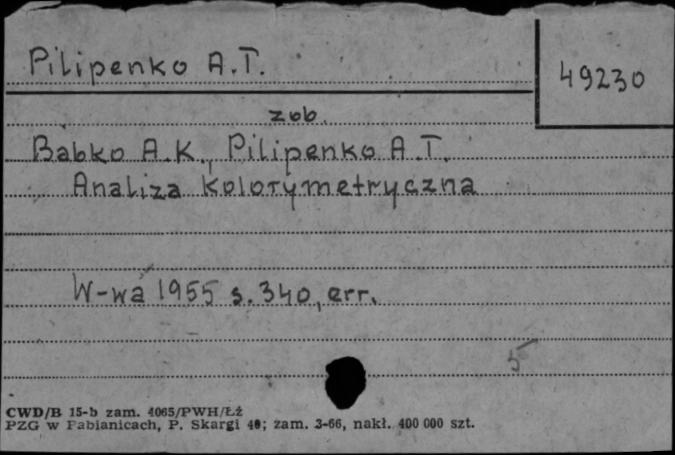 Pilipenko A.T.
49230
zob.
Babko A.K., Pilipenko A.T.
Analiza kolorymetryczna
W-wa 1955 s. 340, err.
5
CWD/B 15-b zam. 4065/PWH/Łż
PZG w Pabianicach, P. Skargi 40; zam. 3-66, nakł. 400 000 szt.